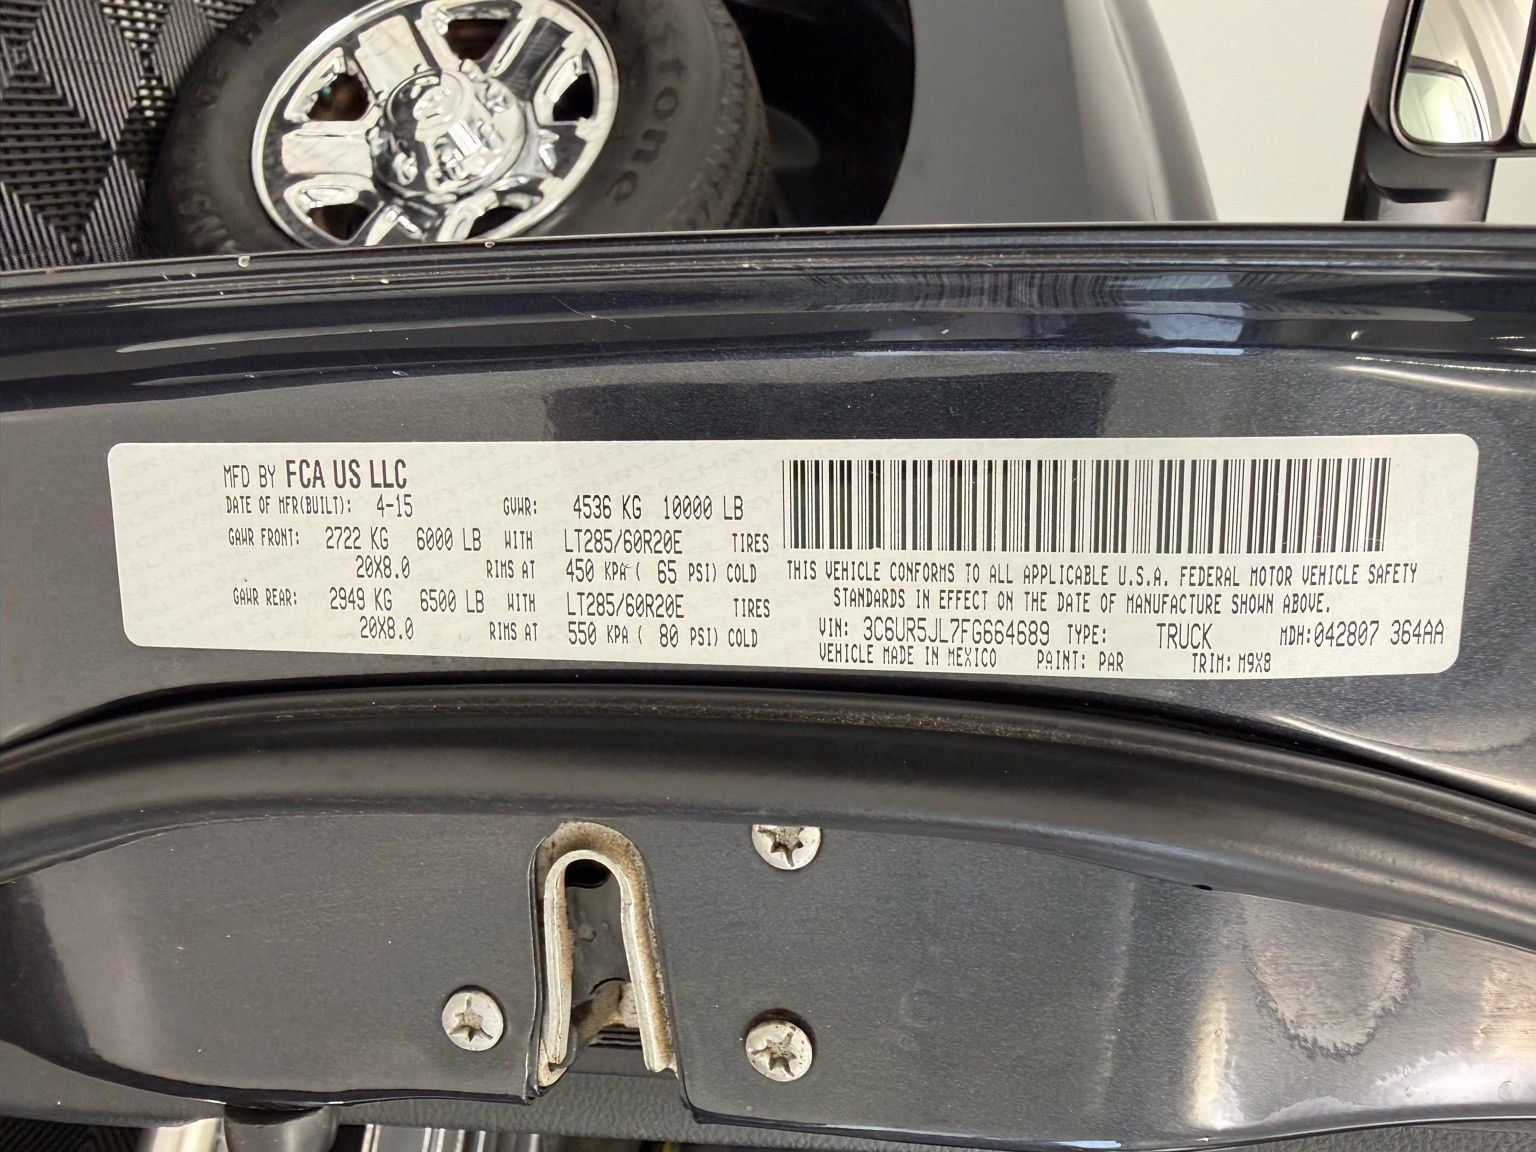 stone
MFD BY FCA US LLC
DATE OF MFR(BUILT): 4-15 GVWR: 4536 KG 10000 LB
GAWR FRONT: 2722 KG 6000 LB WITH LT285/60R20E TIRES
20X8.0 RIMS AT 450 KPA ( 65 PSI) COLD
GAWR REAR: 2949 KG 6500 LB WITH LT285/60R20E TIRES
20X8.0 RIMS AT 550 KPA ( 80 PSI) COLD
THIS VEHICLE CONFORMS TO ALL APPLICABLE U.S.A. FEDERAL MOTOR VEHICLE SAFETY
STANDARDS IN EFFECT ON THE DATE OF MANUFACTURE SHOWN ABOVE.
VIN: 3C6UR5JL7FG664689 TYPE: TRUCK MDH:042807 364AA
VEHICLE MADE IN MEXICO PAINT: PAR TRIM: M9X8